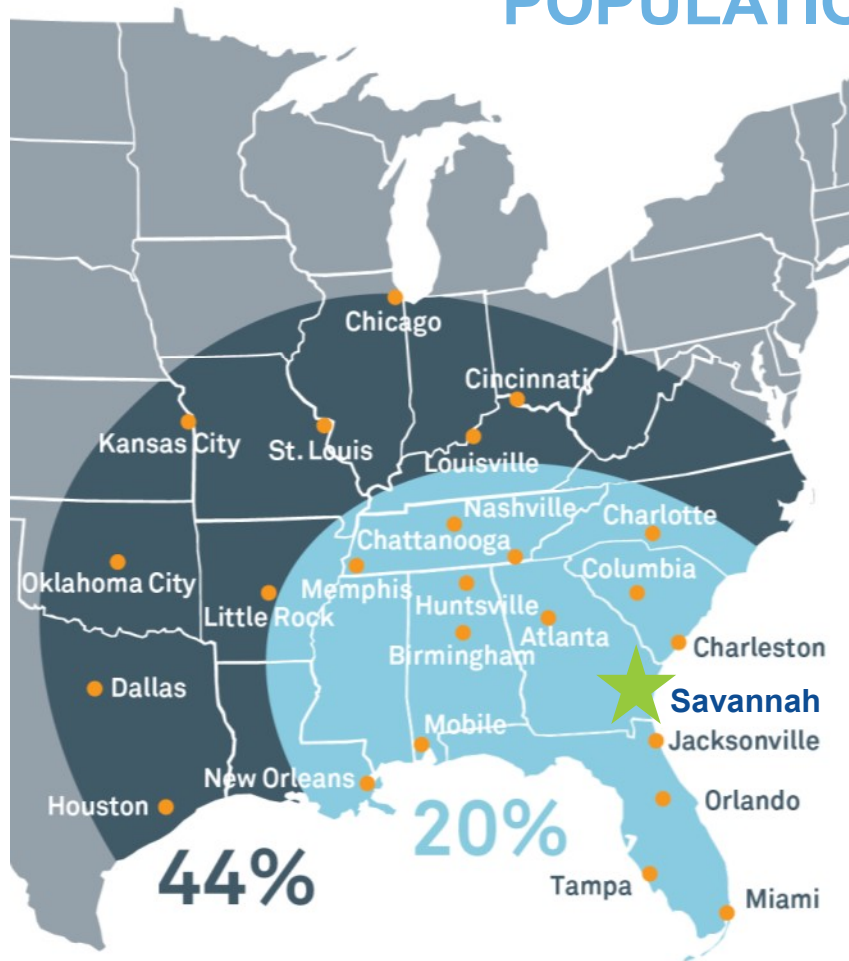 POPULATIO
Chicago
Cincinnati
Kansas City
St. Louis
Louisville
Nashville
Charlotte
Chattanooga
Columbia
Oklahoma City
Memphis
Huntsville
Little Rock
Atlanta
Birmingham
Charleston
Dallas
Savannah
Mobile
Jacksonville
New Orleans
Houston
Orlando
20%
44%
Tampa
Miami